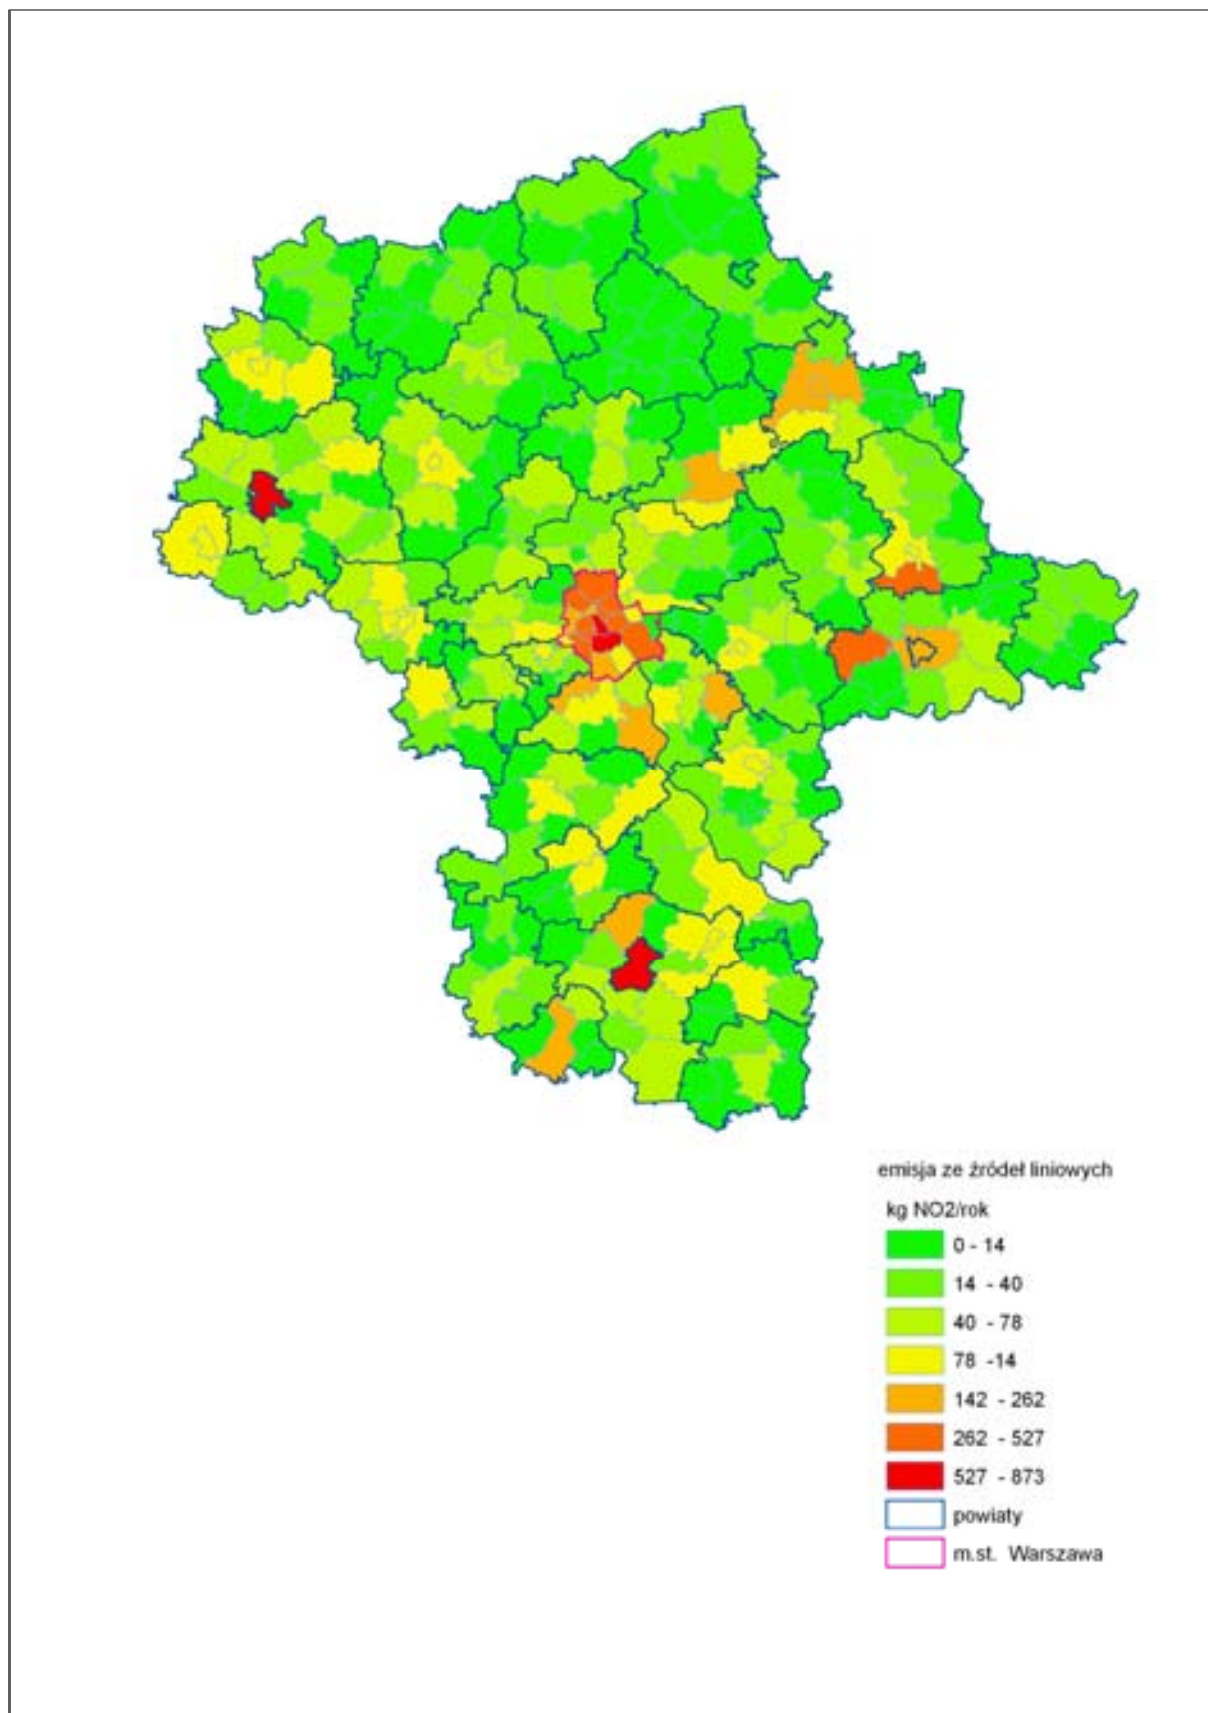 emisja ze źródeł liniowych
kg NO2/rok
0 - 14
14 - 40
40 - 78
78 -14
142 - 262
262 - 527
527 - 873
powiaty
m.st. Warszawa